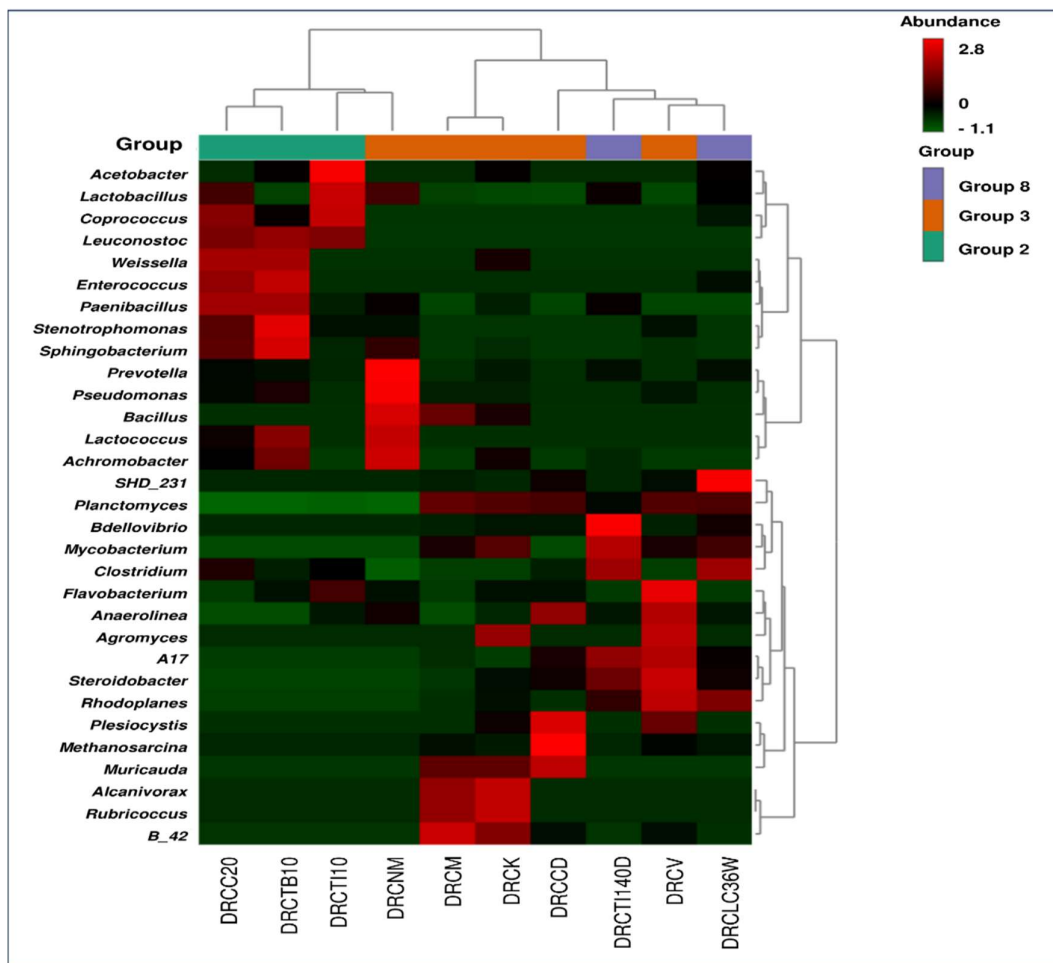 Abundance
2.8
0
- 1.1
Group
Group
Group 8
Group 3
Group 2
Acetobacter
Lactobacillus
Coprococcus
Leuconostoc
Weissella
Enterococcus
Paenibacillus
Stenotrophomonas
Sphingobacterium
Prevotella
Pseudomonas
Bacillus
Lactococcus
Achromobacter
SHD_231
Planctomyces
Bdellovibrio
Mycobacterium
Clostridium
Flavobacterium
Anaerolinea
Agromyces
A17
Steroidobacter
Rhodoplanes
Plesiocystis
Methanosarcina
Muricauda
Alcanivorax
Rubricoccus
B_42
DRCC20
DRCTB10
DRCTI10
DRCNM
DRCM
DRCK
DRCCD
DRCTI140D
DRCV
DRCLC36W